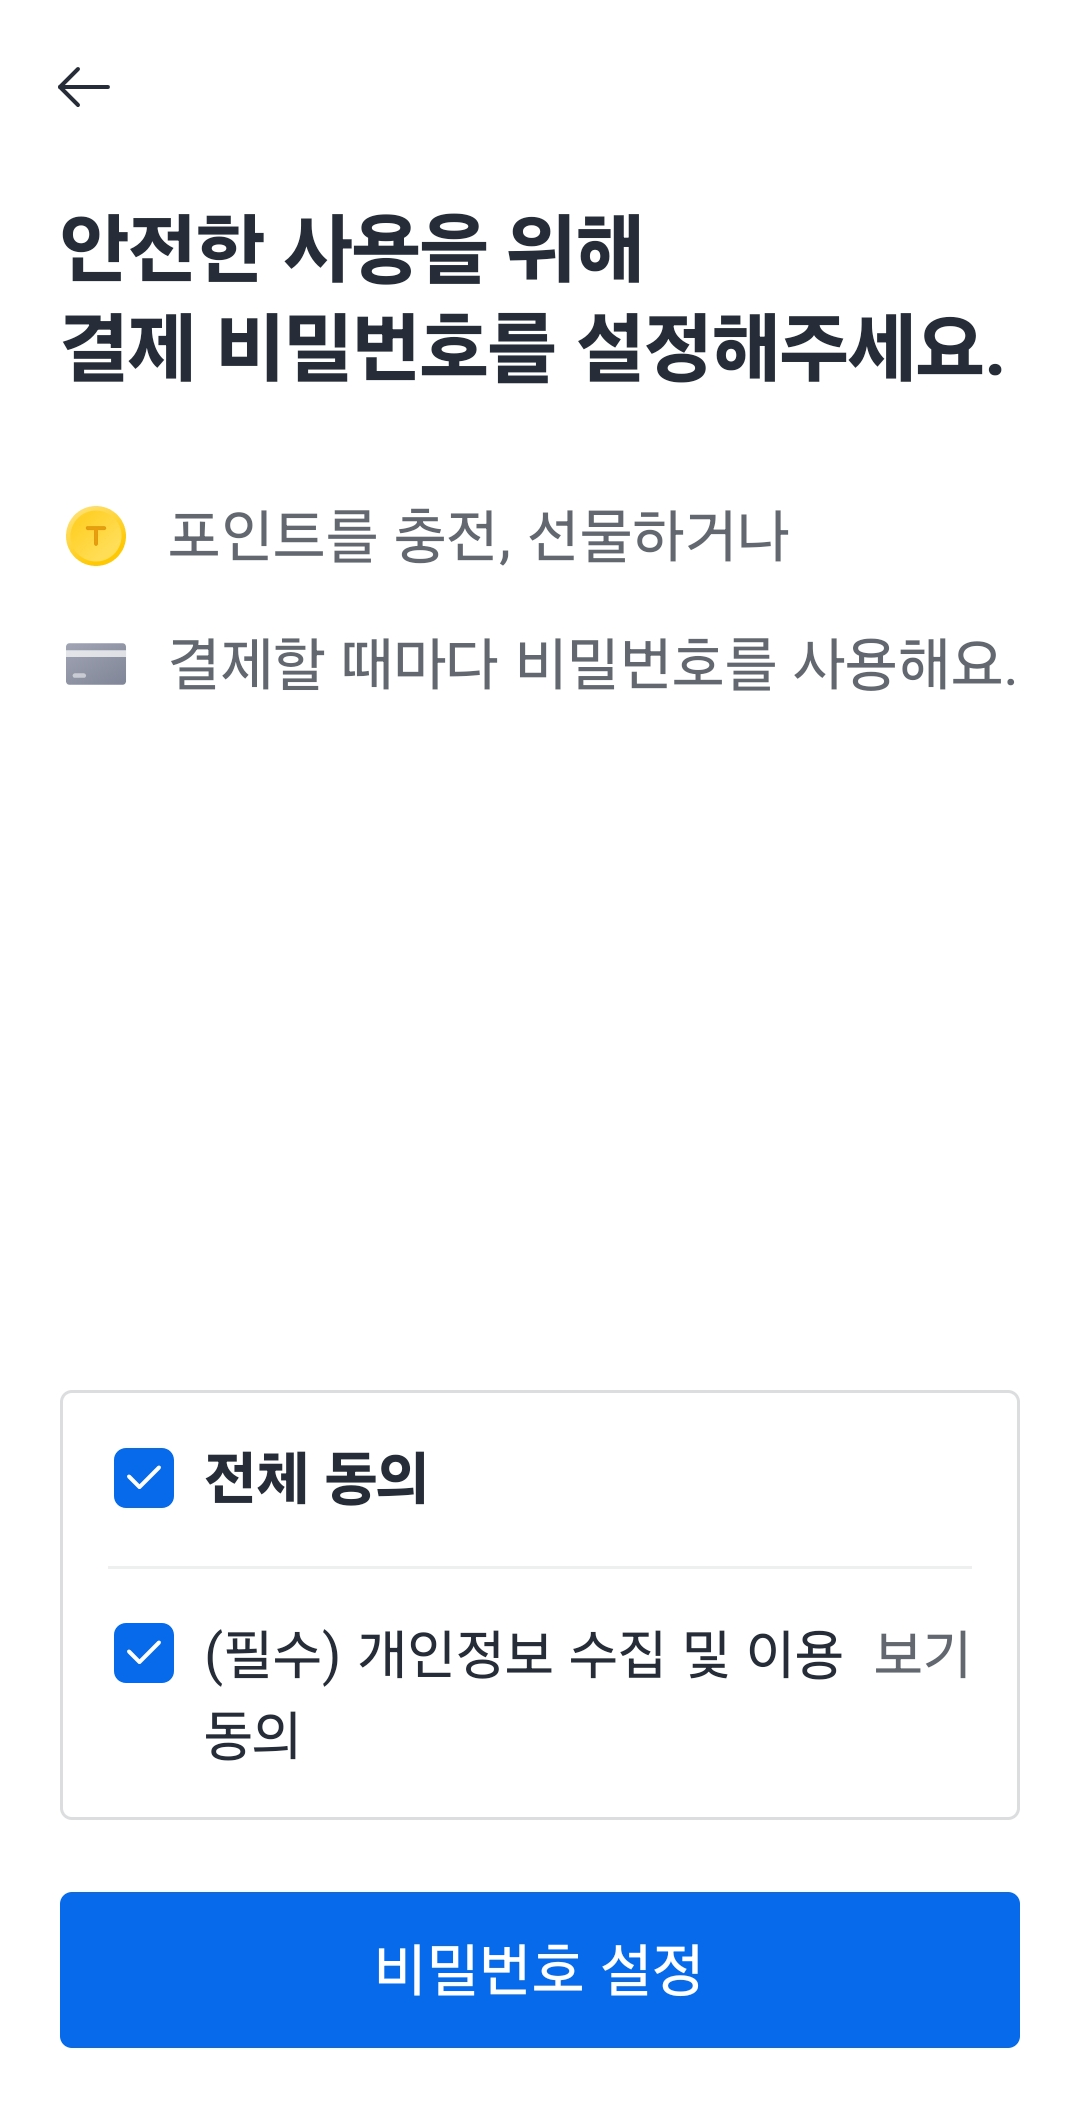 안전한 사용을 위해
결제 비밀번호를 설정해주세요.
T
포인트를 충전, 선물하거나
결제할 때마다 비밀번호를 사용해요.
전체 동의
(필수) 개인정보 수집 및 이용 보기
동의
비밀번호 설정